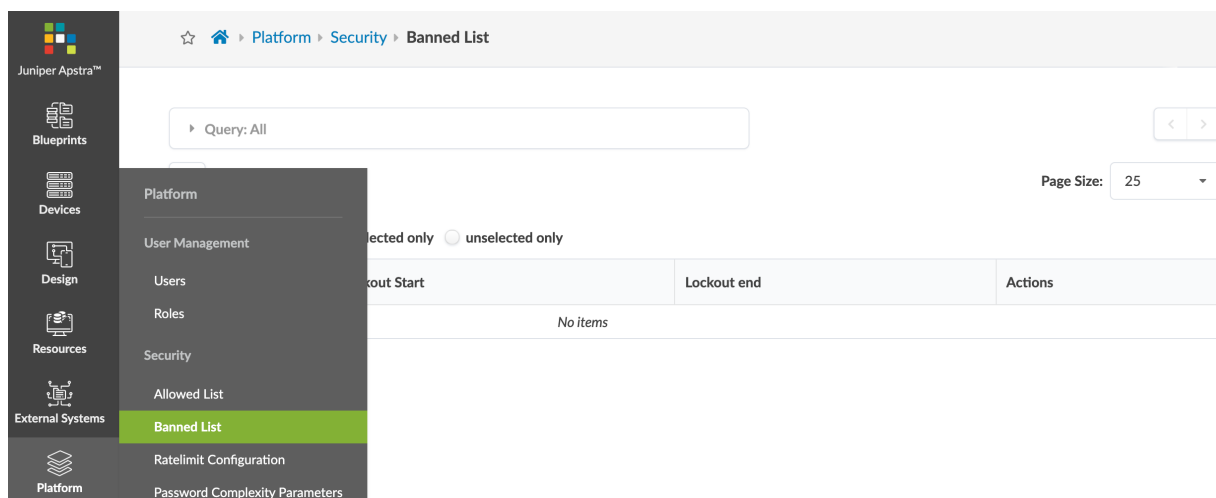 Juniper Apstra™
Blueprints
Devices
Design
Resources
External Systems
Platform
Platform
User Management
Users
Roles
Security
Allowed List
Banned List
Ratelimit Configuration
Password Complexity Parameters
Platform Security Banned List
Query: All
Page Size: 25
lected only unselected only
kout Start Lockout end Actions
No items